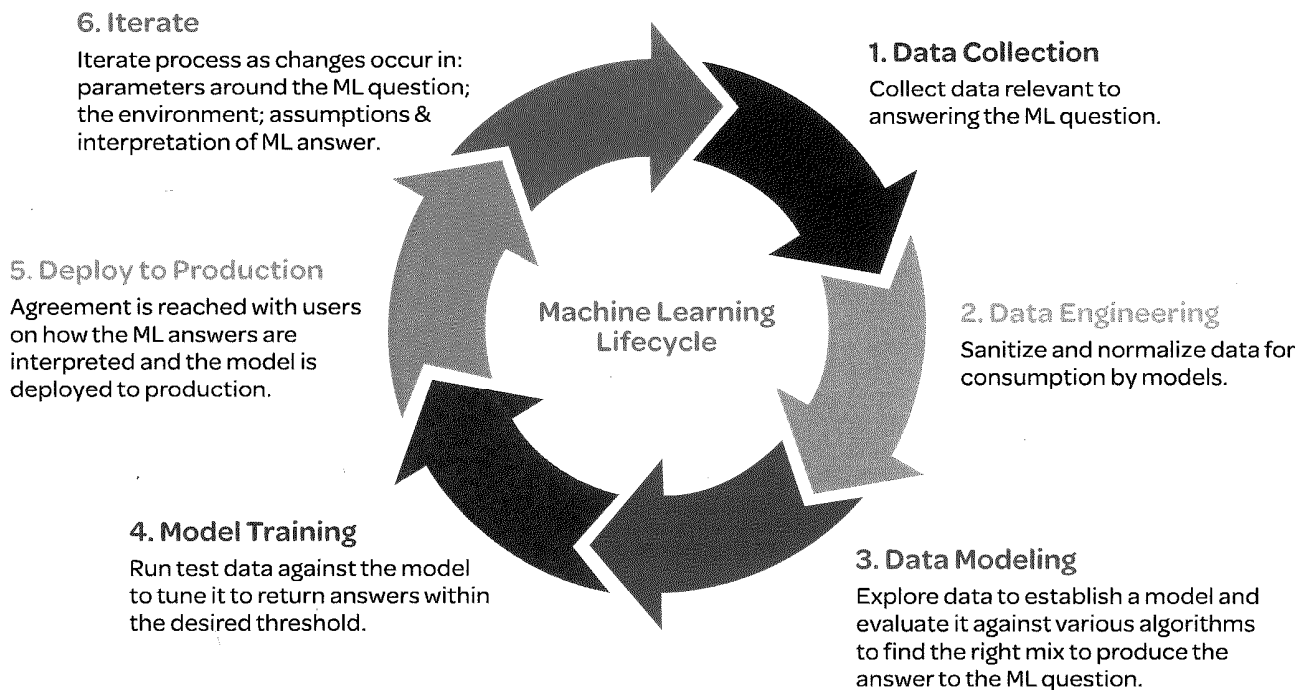 6. Iterate
Iterate process as changes occur in:
parameters around the ML question;
the environment; assumptions &
interpretation of ML answer.
1. Data Collection
Collect data relevant to
answering the ML question.
5. Deploy to Production
Agreement is reached with users
on how the ML answers are
interpreted and the model is
deployed to production.
Machine Learning
Lifecycle
2. Data Engineering
Sanitize and normalize data for
consumption by models.
4. Model Training
Run test data against the model
to tune it to return answers within
the desired threshold.
3. Data Modeling
Explore data to establish a model and
evaluate it against various algorithms
to find the right mix to produce the
answer to the ML question.